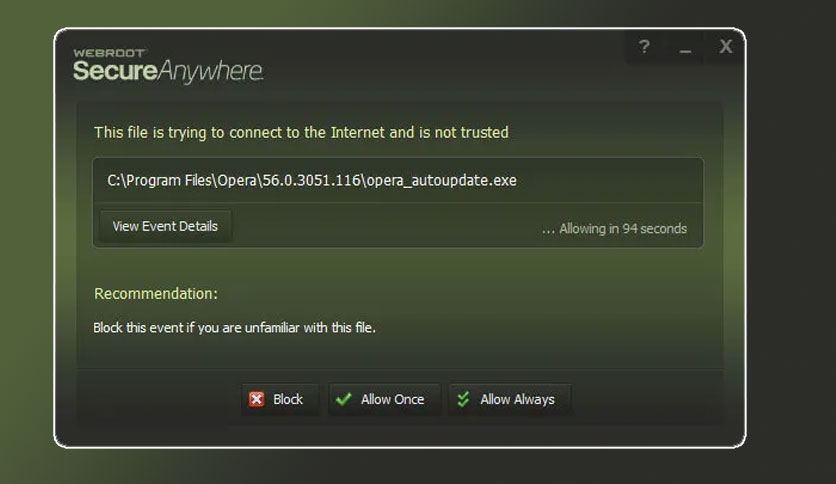 WEBROOT
SecureAnywhere.
? _ X
This file is trying to connect to the Internet and is not trusted
C:\Program Files\Opera\56.0.3051.116\opera_autoupdate.exe
View Event Details
... Allowing in 94 seconds
Recommendation:
Block this event if you are unfamiliar with this file.
Block
Allow Once
Allow Always